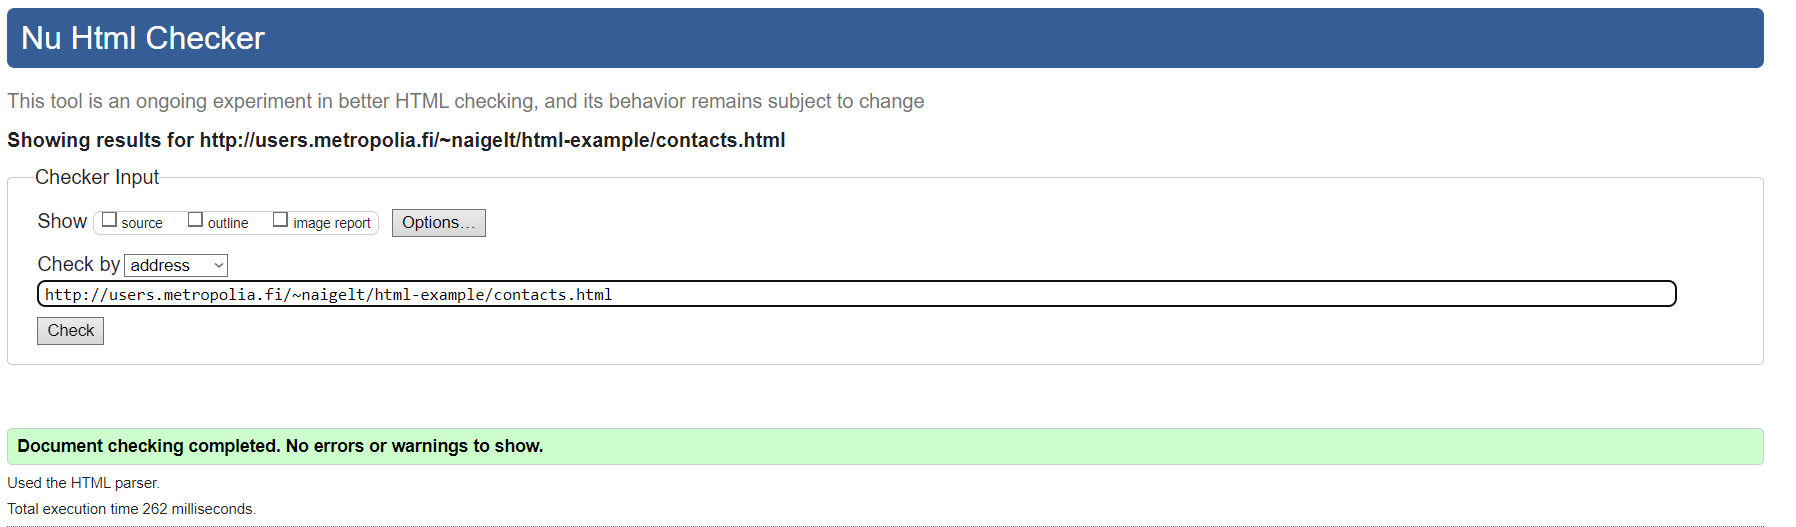 Nu Html Checker
This tool is an ongoing experiment in better HTML checking, and its behavior remains subject to change
Showing results for http://users.metropolia.fi/~naigelt/html-example/contacts.html
Checker Input
Show source outline image report Options...
Check by address
http://users.metropolia.fi/~naigelt/html-example/contacts.html
Check
Document checking completed. No errors or warnings to show.
Used the HTML parser.
Total execution time 262 milliseconds.